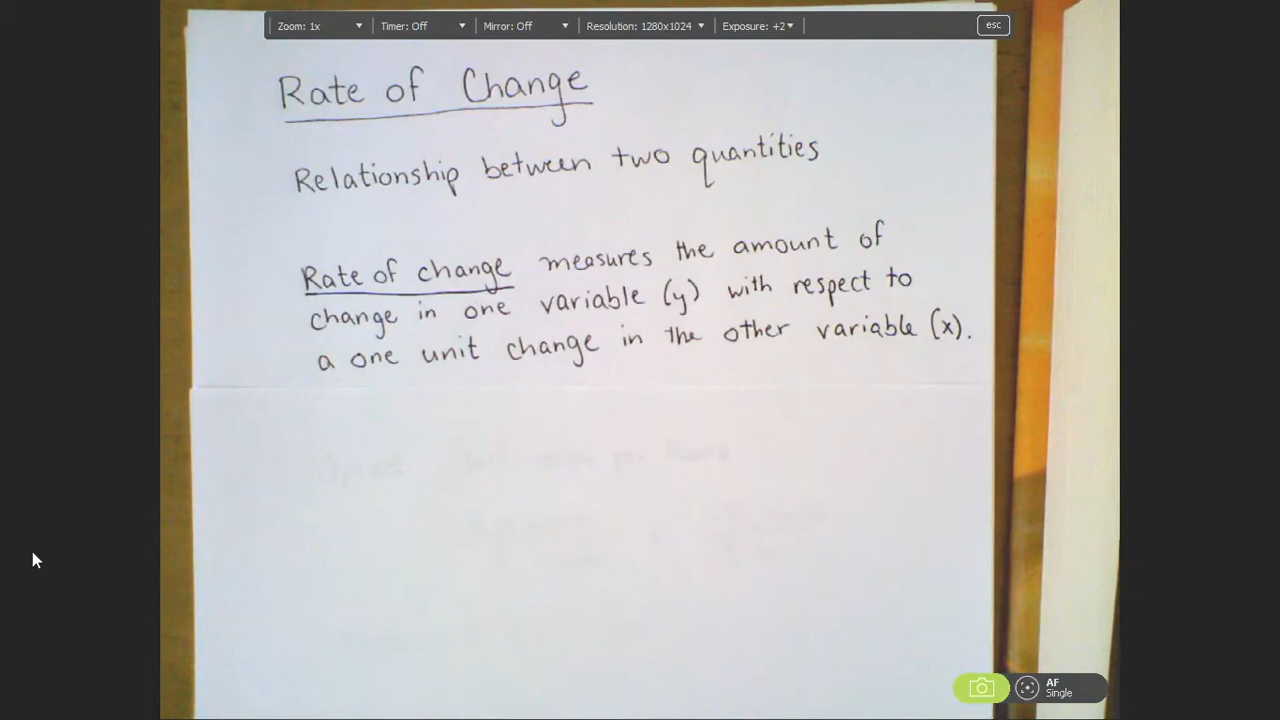 Zoom: 1x Timer: Off Mirror: Off Resolution: 1280x1024 Exposure: +2 esc
Rate of Change
Relationship between two quantities
Rate of change measures the amount of
change in one variable (y) with respect to
a one unit change in the other variable (x).
AF
Single